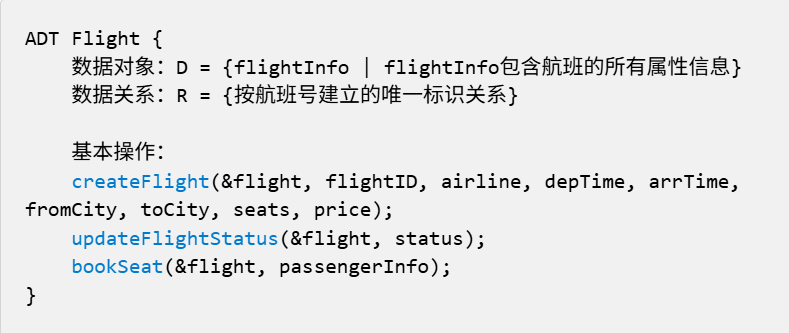 ADT Flight {
数据对象：D = {flightInfo | flightInfo包含航班的所有属性信息}
数据关系：R = {按航班号建立的唯一标识关系}
基本操作：
createFlight(&flight, flightID, airline, depTime, arrTime,
fromCity, toCity, seats, price);
updateFlightStatus(&flight, status);
bookSeat(&flight, passengerInfo);
}